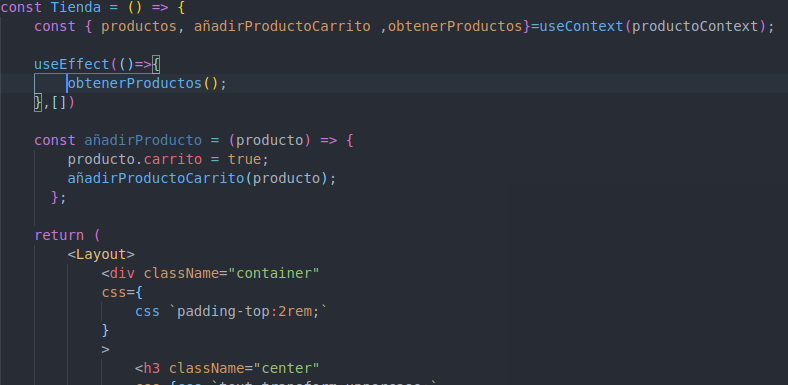 const Tienda = () => {
const { productos, añadirProductoCarrito ,obtenerProductos}=useContext(productoContext);
useEffect(()=>{
obtenerProductos();
},[])
const añadirProducto = (producto) => {
producto.carrito = true;
añadirProductoCarrito(producto);
};
return (
<Layout>
<div className="container"
css={
css `padding-top:2rem;`
}
>
<h3 className="center"